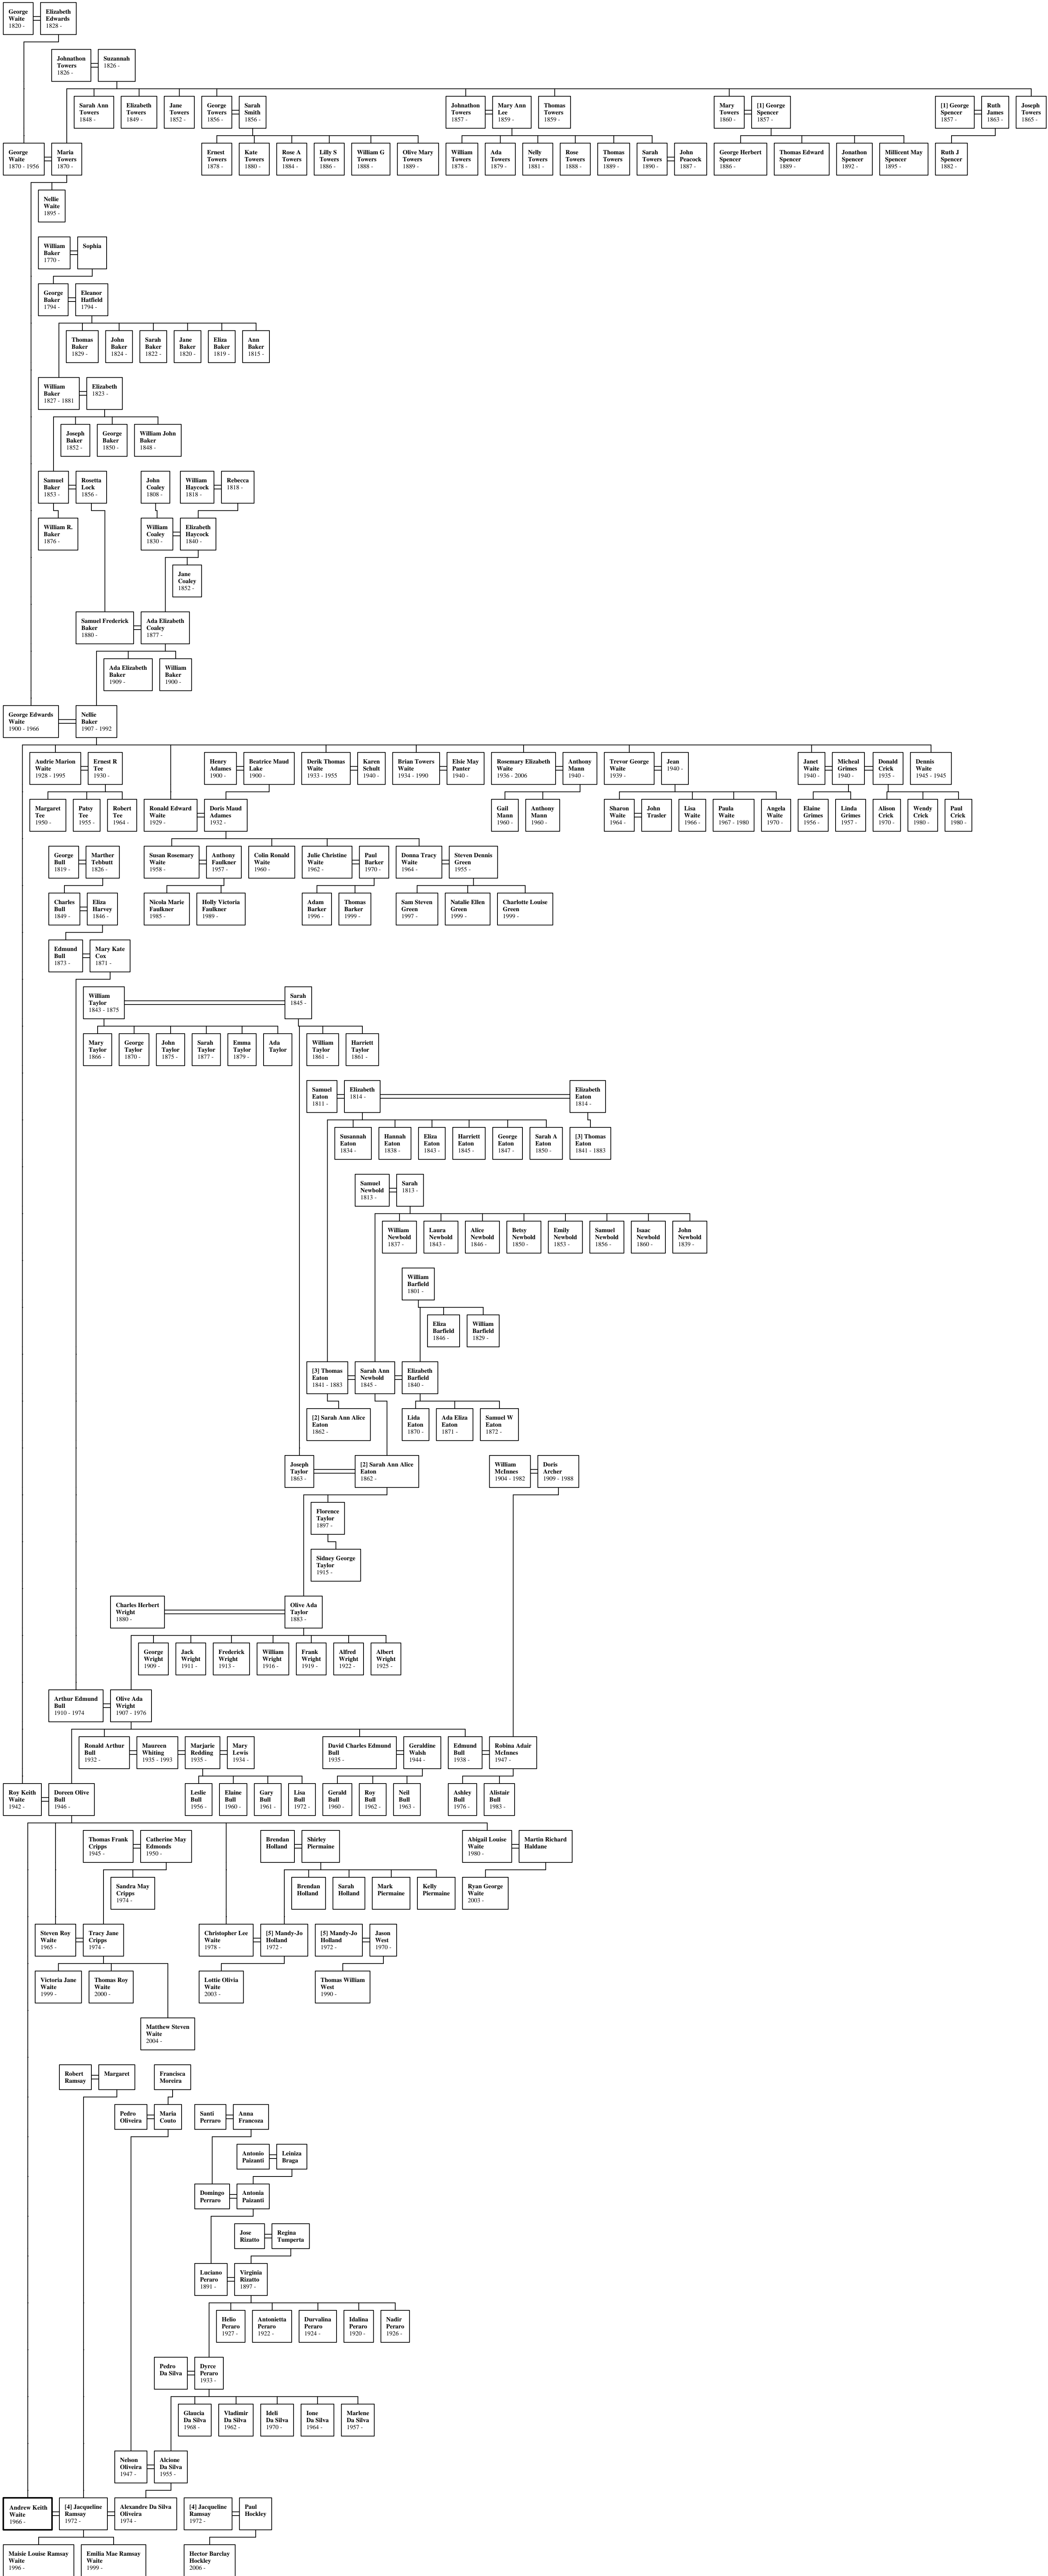 George
Waite
1820 -
Elizabeth
Edwards
1828 -
Johnathon
Towers
1826 -
Suzannah
1826 -
Sarah Ann
Towers
1848 -
Elizabeth
Towers
1849 -
Jane
Towers
1852 -
George
Towers
1856 -
Sarah
Smith
1856 -
Johnathon
Towers
1857 -
Mary Ann
Lee
1859 -
Thomas
Towers
1859 -
Mary
Towers
1860 -
[1] George
Spencer
1857 -
[1] George
Spencer
1857 -
Ruth
James
1863 -
Joseph
Towers
1865 -
George
Waite
1870 - 1956
Maria
Towers
1870 -
Ernest
Towers
1878 -
Kate
Towers
1880 -
Rose A
Towers
1884 -
Lilly S
Towers
1886 -
William G
Towers
1888 -
Olive Mary
Towers
1889 -
William
Towers
1878 -
Ada
Towers
1879 -
Nelly
Towers
1881 -
Rose
Towers
1888 -
Thomas
Towers
1889 -
Sarah
Towers
1890 -
John
Peacock
1887 -
George Herbert
Spencer
1886 -
Thomas Edward
Spencer
1889 -
Jonathon
Spencer
1892 -
Millicent May
Spencer
1895 -
Ruth J
Spencer
1882 -
Nellie
Waite
1895 -
William
Baker
1770 -
Sophia
George
Baker
1794 -
Eleanor
Hatfield
1794 -
Thomas
Baker
1829 -
John
Baker
1824 -
Sarah
Baker
1822 -
Jane
Baker
1820 -
Eliza
Baker
1819 -
Ann
Baker
1815 -
William
Baker
1827 - 1881
Elizabeth
1823 -
Joseph
Baker
1852 -
George
Baker
1850 -
William John
Baker
1848 -
Samuel
Baker
1853 -
Rosetta
Lock
1856 -
John
Coaley
1808 -
William
Haycock
1818 -
Rebecca
1818 -
William R.
Baker
1876 -
William
Coaley
1830 -
Elizabeth
Haycock
1840 -
Jane
Coaley
1852 -
Samuel Frederick
Baker
1880 -
Ada Elizabeth
Coaley
1877 -
Ada Elizabeth
Baker
1909 -
William
Baker
1900 -
George Edwards
Waite
1900 - 1966
Nellie
Baker
1907 - 1992
Audrie Marion
Waite
1928 - 1995
Ernest R
Tee
1930 -
Henry
Adames
1900 -
Beatrice Maud
Lake
1900 -
Derik Thomas
Waite
1933 - 1955
Karen
Schult
1940 -
Brian Towers
Waite
1934 - 1990
Elsie May
Panter
1940 -
Rosemary Elizabeth
Waite
1936 - 2006
Anthony
Mann
1940 -
Trevor George
Waite
1939 -
Jean
1940 -
Janet
Waite
1940 -
Micheal
Grimes
1940 -
Donald
Crick
1935 -
Dennis
Waite
1945 - 1945
Margaret
Tee
1950 -
Patsy
Tee
1955 -
Robert
Tee
1964 -
Ronald Edward
Waite
1929 -
Doris Maud
Adames
1932 -
Gail
Mann
1960 -
Anthony
Mann
1960 -
Sharon
Waite
1964 -
John
Trasler
Lisa
Waite
1966 -
Paula
Waite
1967 - 1980
Angela
Waite
1970 -
Elaine
Grimes
1956 -
Linda
Grimes
1957 -
Alison
Crick
1970 -
Wendy
Crick
1980 -
Paul
Crick
1980 -
George
Bull
1819 -
Marther
Tebbutt
1826 -
Susan Rosemary
Waite
1958 -
Anthony
Faulkner
1957 -
Colin Ronald
Waite
1960 -
Julie Christine
Waite
1962 -
Paul
Barker
1970 -
Donna Tracy
Waite
1964 -
Steven Dennis
Green
1955 -
Charles
Bull
1849 -
Eliza
Harvey
1846 -
Nicola Marie
Faulkner
1985 -
Holly Victoria
Faulkner
1989 -
Adam
Barker
1996 -
Thomas
Barker
1999 -
Sam Steven
Green
1997 -
Natalie Ellen
Green
1999 -
Charlotte Louise
Green
1999 -
Edmund
Bull
1873 -
Mary Kate
Cox
1871 -
William
Taylor
1843 - 1875
Sarah
1845 -
Mary
Taylor
1866 -
George
Taylor
1870 -
John
Taylor
1875 -
Sarah
Taylor
1877 -
Emma
Taylor
1879 -
Ada
Taylor
William
Taylor
1861 -
Harriett
Taylor
1861 -
Samuel
Eaton
1811 -
Elizabeth
1814 -
Elizabeth
Eaton
1814 -
Susannah
Eaton
1834 -
Hannah
Eaton
1838 -
Eliza
Eaton
1843 -
Harriett
Eaton
1845 -
George
Eaton
1847 -
Sarah A
Eaton
1850 -
[3] Thomas
Eaton
1841 - 1883
Samuel
Newbold
1813 -
Sarah
1813 -
William
Newbold
1837 -
Laura
Newbold
1843 -
Alice
Newbold
1846 -
Betsy
Newbold
1850 -
Emily
Newbold
1853 -
Samuel
Newbold
1856 -
Isaac
Newbold
1860 -
John
Newbold
1839 -
William
Barfield
1801 -
Eliza
Barfield
1846 -
William
Barfield
1829 -
[3] Thomas
Eaton
1841 - 1883
Sarah Ann
Newbold
1845 -
Elizabeth
Barfield
1840 -
[2] Sarah Ann Alice
Eaton
1862 -
Lida
Eaton
1870 -
Ada Eliza
Eaton
1871 -
Samuel W
Eaton
1872 -
Joseph
Taylor
1863 -
[2] Sarah Ann Alice
Eaton
1862 -
William
McInnes
1904 - 1982
Doris
Archer
1909 - 1988
Florence
Taylor
1897 -
Sidney George
Taylor
1915 -
Charles Herbert
Wright
1880 -
Olive Ada
Taylor
1883 -
George
Wright
1909 -
Jack
Wright
1911 -
Frederick
Wright
1913 -
William
Wright
1916 -
Frank
Wright
1919 -
Alfred
Wright
1922 -
Albert
Wright
1925 -
Arthur Edmund
Bull
1910 - 1974
Olive Ada
Wright
1907 - 1976
Ronald Arthur
Bull
1932 -
Maureen
Whiting
1935 - 1993
Marjarie
Redding
1935 -
Mary
Lewis
1934 -
David Charles Edmund
Bull
1935 -
Geraldine
Walsh
1944 -
Edmund
Bull
1938 -
Robina Adair
McInnes
1947 -
Roy Keith
Waite
1942 -
Doreen Olive
Bull
1946 -
Leslie
Bull
1956 -
Elaine
Bull
1960 -
Gary
Bull
1961 -
Lisa
Bull
1972 -
Gerald
Bull
1960 -
Roy
Bull
1962 -
Neil
Bull
1963 -
Ashley
Bull
1976 -
Alistair
Bull
1983 -
Thomas Frank
Cripps
1945 -
Catherine May
Edmonds
1950 -
Brendan
Holland
Shirley
Piermaine
Abigail Louise
Waite
1980 -
Martin Richard
Haldane
Sandra May
Cripps
1974 -
Brendan
Holland
Sarah
Holland
Mark
Piermaine
Kelly
Piermaine
Ryan George
Waite
2003 -
Steven Roy
Waite
1965 -
Tracy Jane
Cripps
1974 -
Christopher Lee
Waite
1978 -
[5] Mandy-Jo
Holland
1972 -
[5] Mandy-Jo
Holland
1972 -
Jason
West
1970 -
Victoria Jane
Waite
1999 -
Thomas Roy
Waite
2000 -
Lottie Olivia
Waite
2003 -
Thomas William
West
1990 -
Matthew Steven
Waite
2004 -
Robert
Ramsay
Margaret
Francisca
Moreira
Pedro
Oliveira
Maria
Couto
Santi
Perraro
Anna
Francoza
Antonio
Paizanti
Leiniza
Braga
Domingo
Perraro
Antonia
Paizanti
Jose
Rizatto
Regina
Tumperta
Luciano
Peraro
1891 -
Virginia
Rizatto
1897 -
Helio
Peraro
1927 -
Antonietta
Peraro
1922 -
Durvalina
Peraro
1924 -
Idalina
Peraro
1920 -
Nadir
Peraro
1926 -
Pedro
Da Silva
Dyrce
Peraro
1933 -
Glaucia
Da Silva
1968 -
Vladimir
Da Silva
1962 -
Ideli
Da Silva
1970 -
Ione
Da Silva
1964 -
Marlene
Da Silva
1957 -
Nelson
Oliveira
1947 -
Alcione
Da Silva
1955 -
Andrew Keith
Waite
1966 -
[4] Jacqueline
Ramsay
1972 -
Alexandre Da Silva
Oliveira
1974 -
[4] Jacqueline
Ramsay
1972 -
Paul
Hockley
Maisie Louise Ramsay
Waite
1996 -
Emilia Mae Ramsay
Waite
1999 -
Hector Barclay
Hockley
2006 -